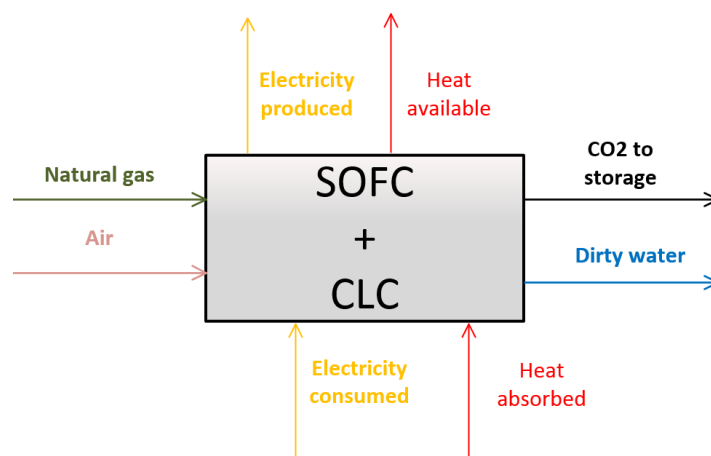 Electricity
produced
Heat
available
Natural gas
Air
SOFC
+
CLC
CO2 to
storage
Dirty water
Electricity
consumed
Heat
absorbed